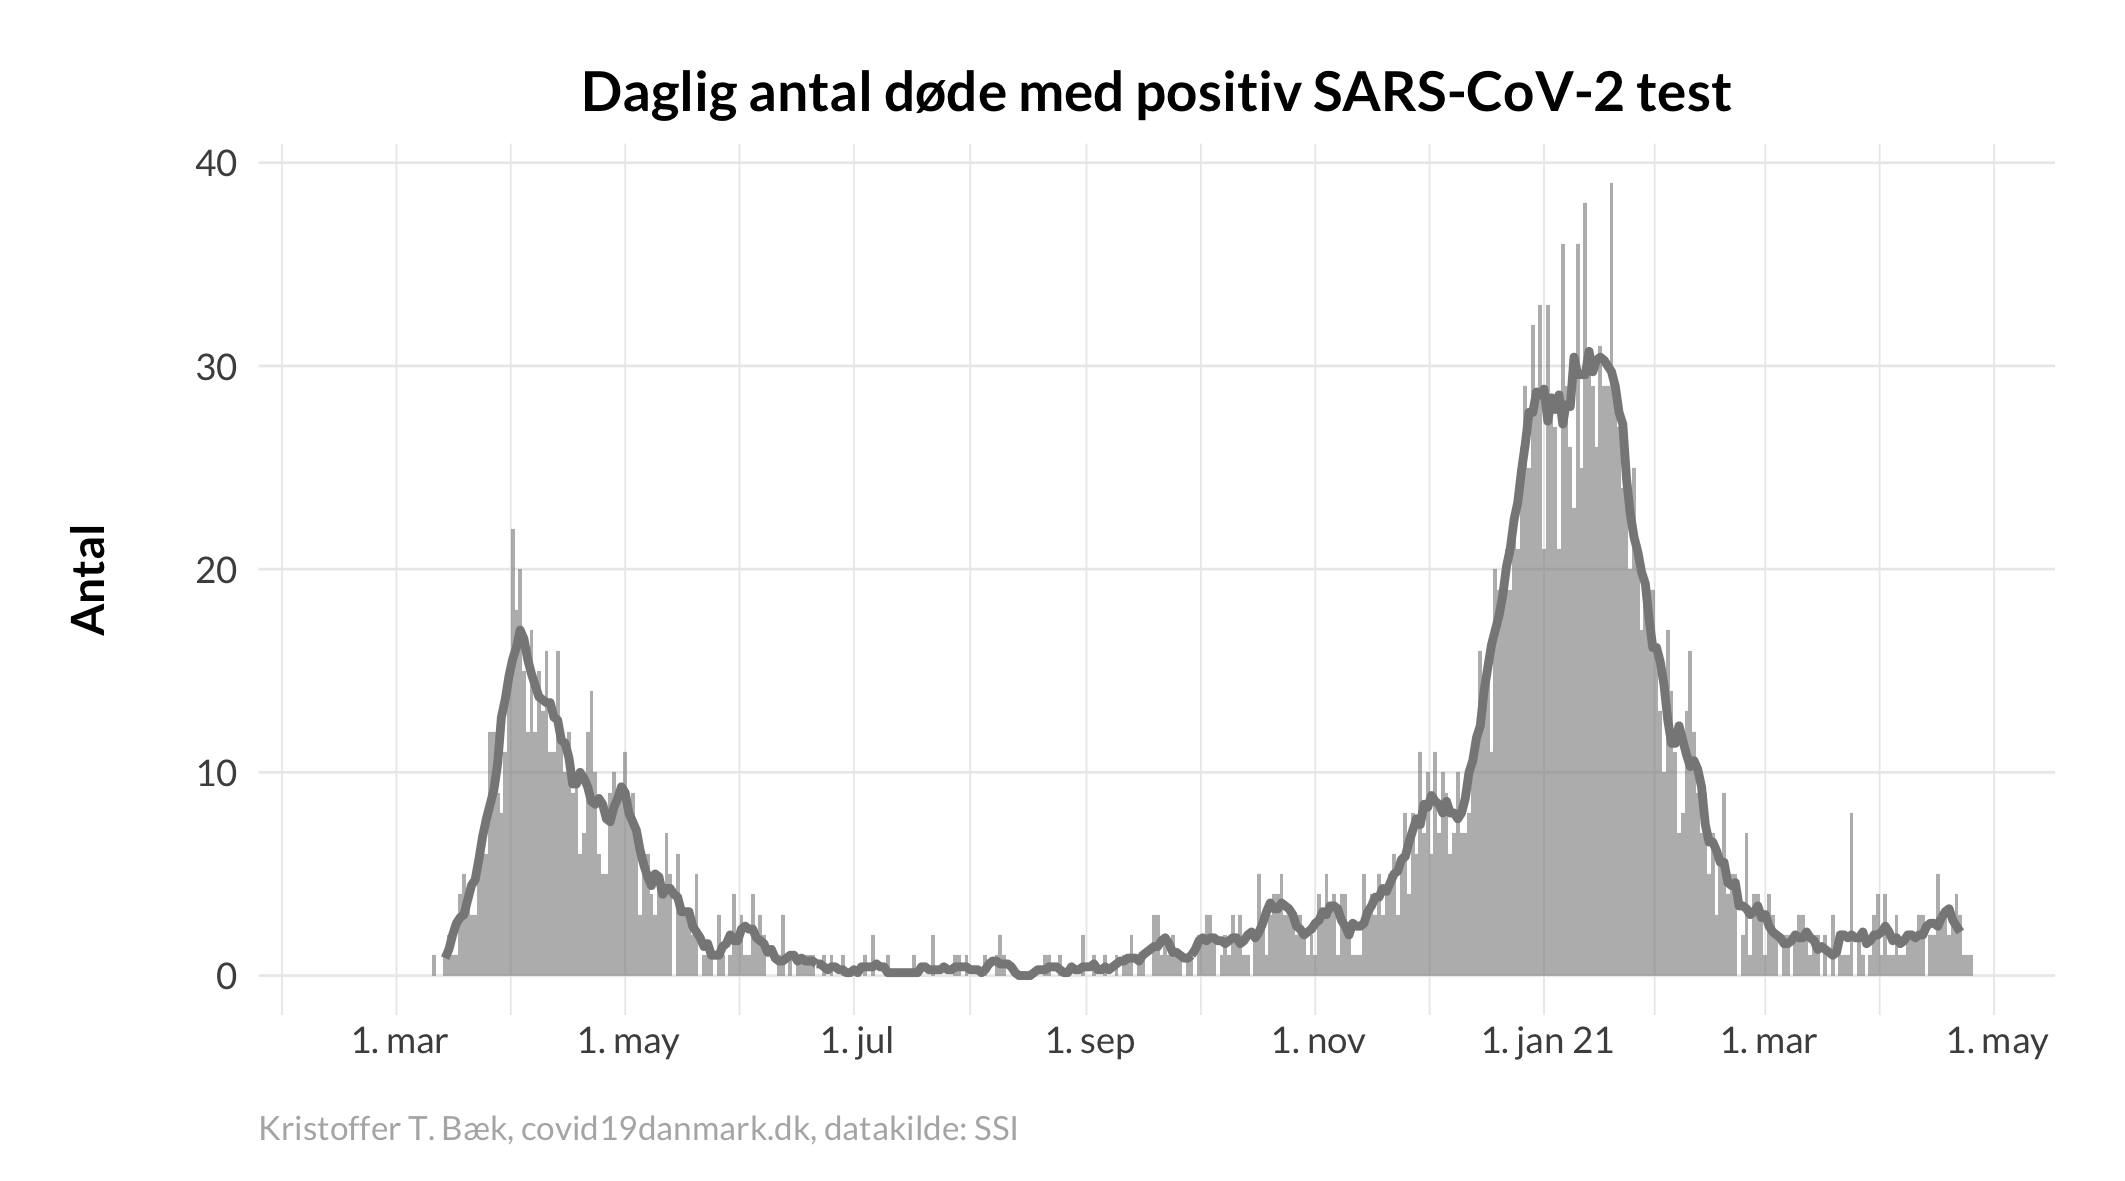 Daglig antal døde med positiv SARS-CoV-2 test
40
30
20
10
0
Antal
1. mar
1. may
1. jul
1. sep
1. nov
1. jan 21
1. mar
1. may
Kristoffer T. Bæk, covid19danmark.dk, datakilde: SSI